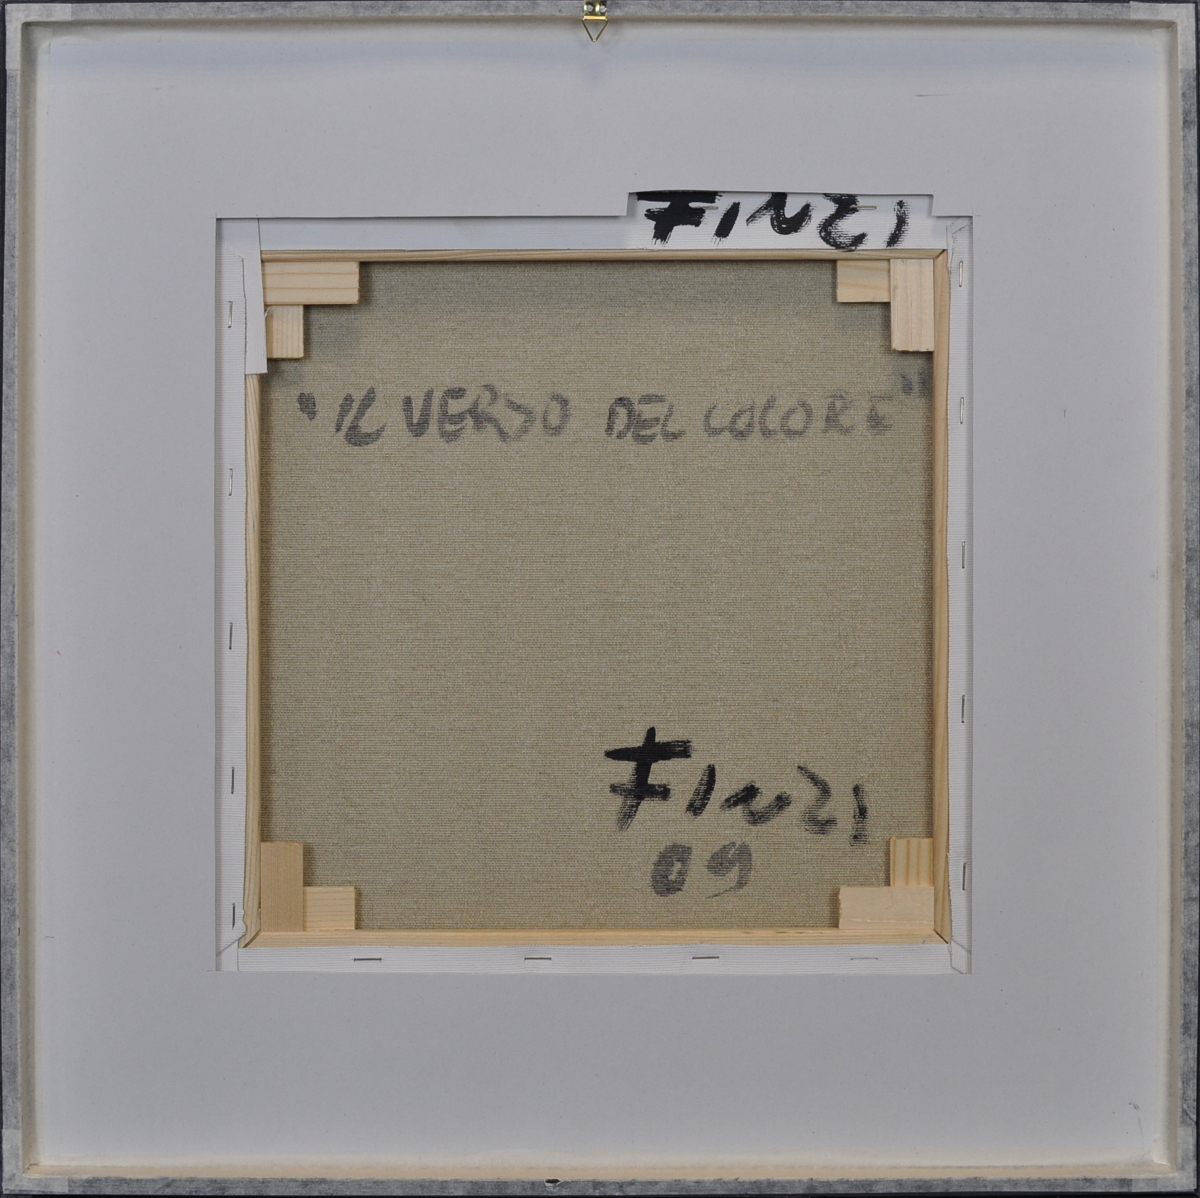 FINZI
"IL VERSO DEL COLORE"
FINZI
09